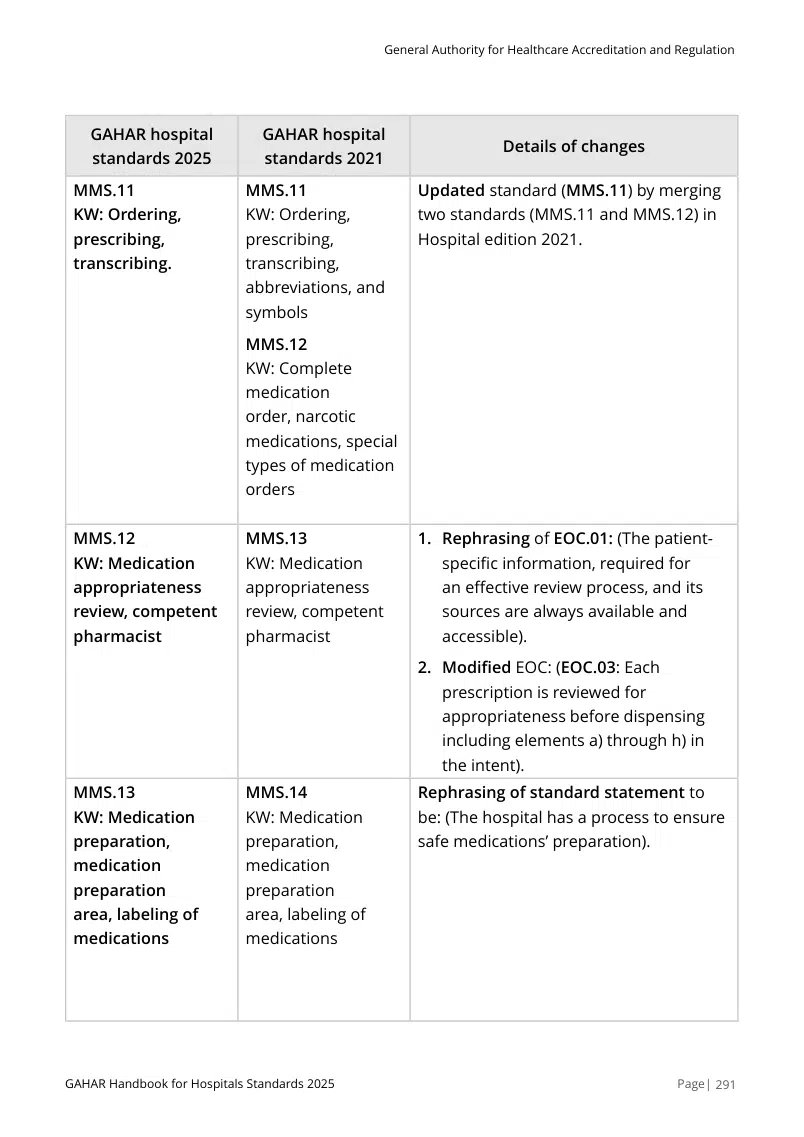 General Authority for Healthcare Accreditation and Regulation
GAHAR hospital
standards 2025
GAHAR hospital
standards 2021
Details of changes
MMS.11
KW: Ordering,
prescribing,
transcribing.
MMS.11
KW: Ordering,
prescribing,
transcribing,
abbreviations, and
symbols
MMS.12
KW: Complete
medication
order, narcotic
medications, special
types of medication
orders
Updated standard (MMS.11) by merging
two standards (MMS.11 and MMS.12) in
Hospital edition 2021.
MMS.12
KW: Medication
appropriateness
review, competent
pharmacist
MMS.13
KW: Medication
appropriateness
review, competent
pharmacist
1. Rephrasing of EOC.01: (The patient-
specific information, required for
an effective review process, and its
sources are always available and
accessible).
2. Modified EOC: (EOC.03: Each
prescription is reviewed for
appropriateness before dispensing
including elements a) through h) in
the intent).
MMS.13
KW: Medication
preparation,
medication
preparation
area, labeling of
medications
MMS.14
KW: Medication
preparation,
medication
preparation
area, labeling of
medications
Rephrasing of standard statement to
be: (The hospital has a process to ensure
safe medications’ preparation).
GAHAR Handbook for Hospitals Standards 2025
Page| 291